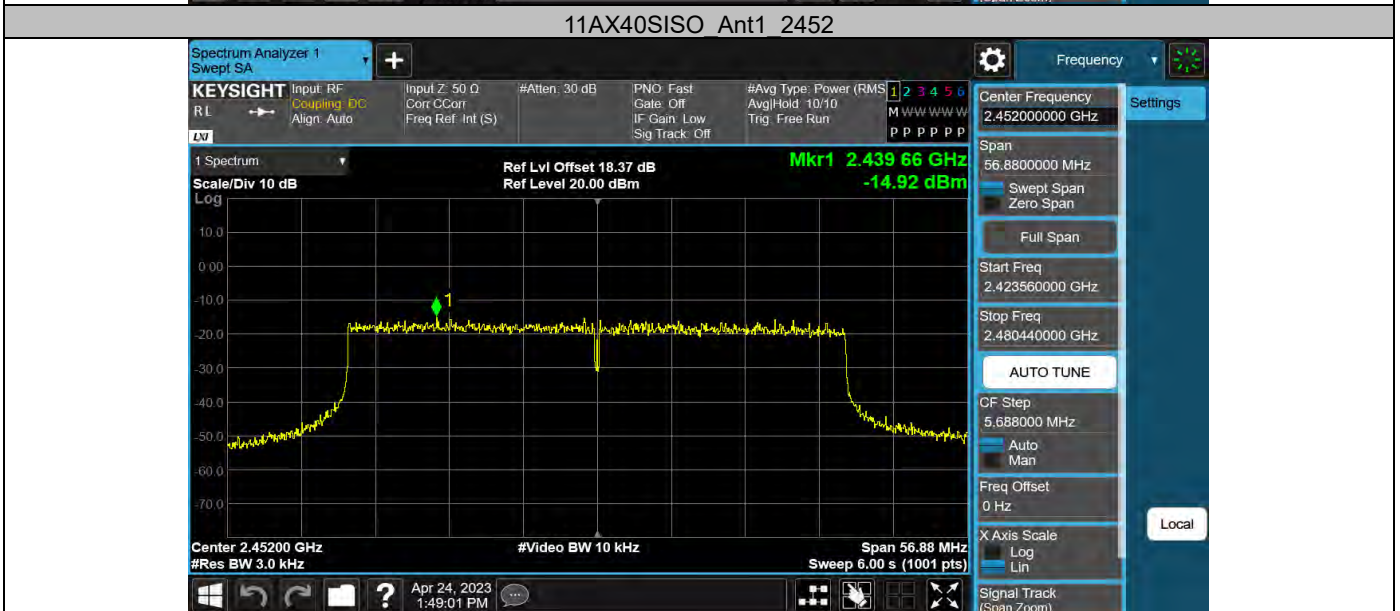 11AX40SISO_Ant1_2452
Spectrum Analyzer 1
Swept SA
Frequency
KEYSIGHT
RL
LXI
Input: RF
Coupling: DC
Align: Auto
Input Z: 50 Ω
Corr CCorr
Freq Ref: Int (S)
#Atten: 30 dB
PNO: Fast
Gate: Off
IF Gain: Low
Sig Track: Off
#Avg Type: Power (RMS
Avg|Hold: 10/10
Trig: Free Run
1 2 3 4 5 6
M W W W W W
P P P P P P
1 Spectrum
Scale/Div 10 dB
Ref Lvl Offset 18.37 dB
Ref Level 20.00 dBm
Mkr1 2.439 66 GHz
-14.92 dBm
Log
10.0
0.00
-10.0
-20.0
-30.0
-40.0
-50.0
-60.0
-70.0
1
Center 2.45200 GHz
#Res BW 3.0 kHz
#Video BW 10 kHz
Span 56.88 MHz
Sweep 6.00 s (1001 pts)
Center Frequency
2.452000000 GHz
Settings
Span
56.8800000 MHz
Swept Span
Zero Span
Full Span
Start Freq
2.423560000 GHz
Stop Freq
2.480440000 GHz
AUTO TUNE
CF Step
5.688000 MHz
Auto
Man
Freq Offset
0 Hz
X Axis Scale
Log
Lin
Local
Signal Track
(Span Zoom)
?
Apr 24, 2023
1:49:01 PM